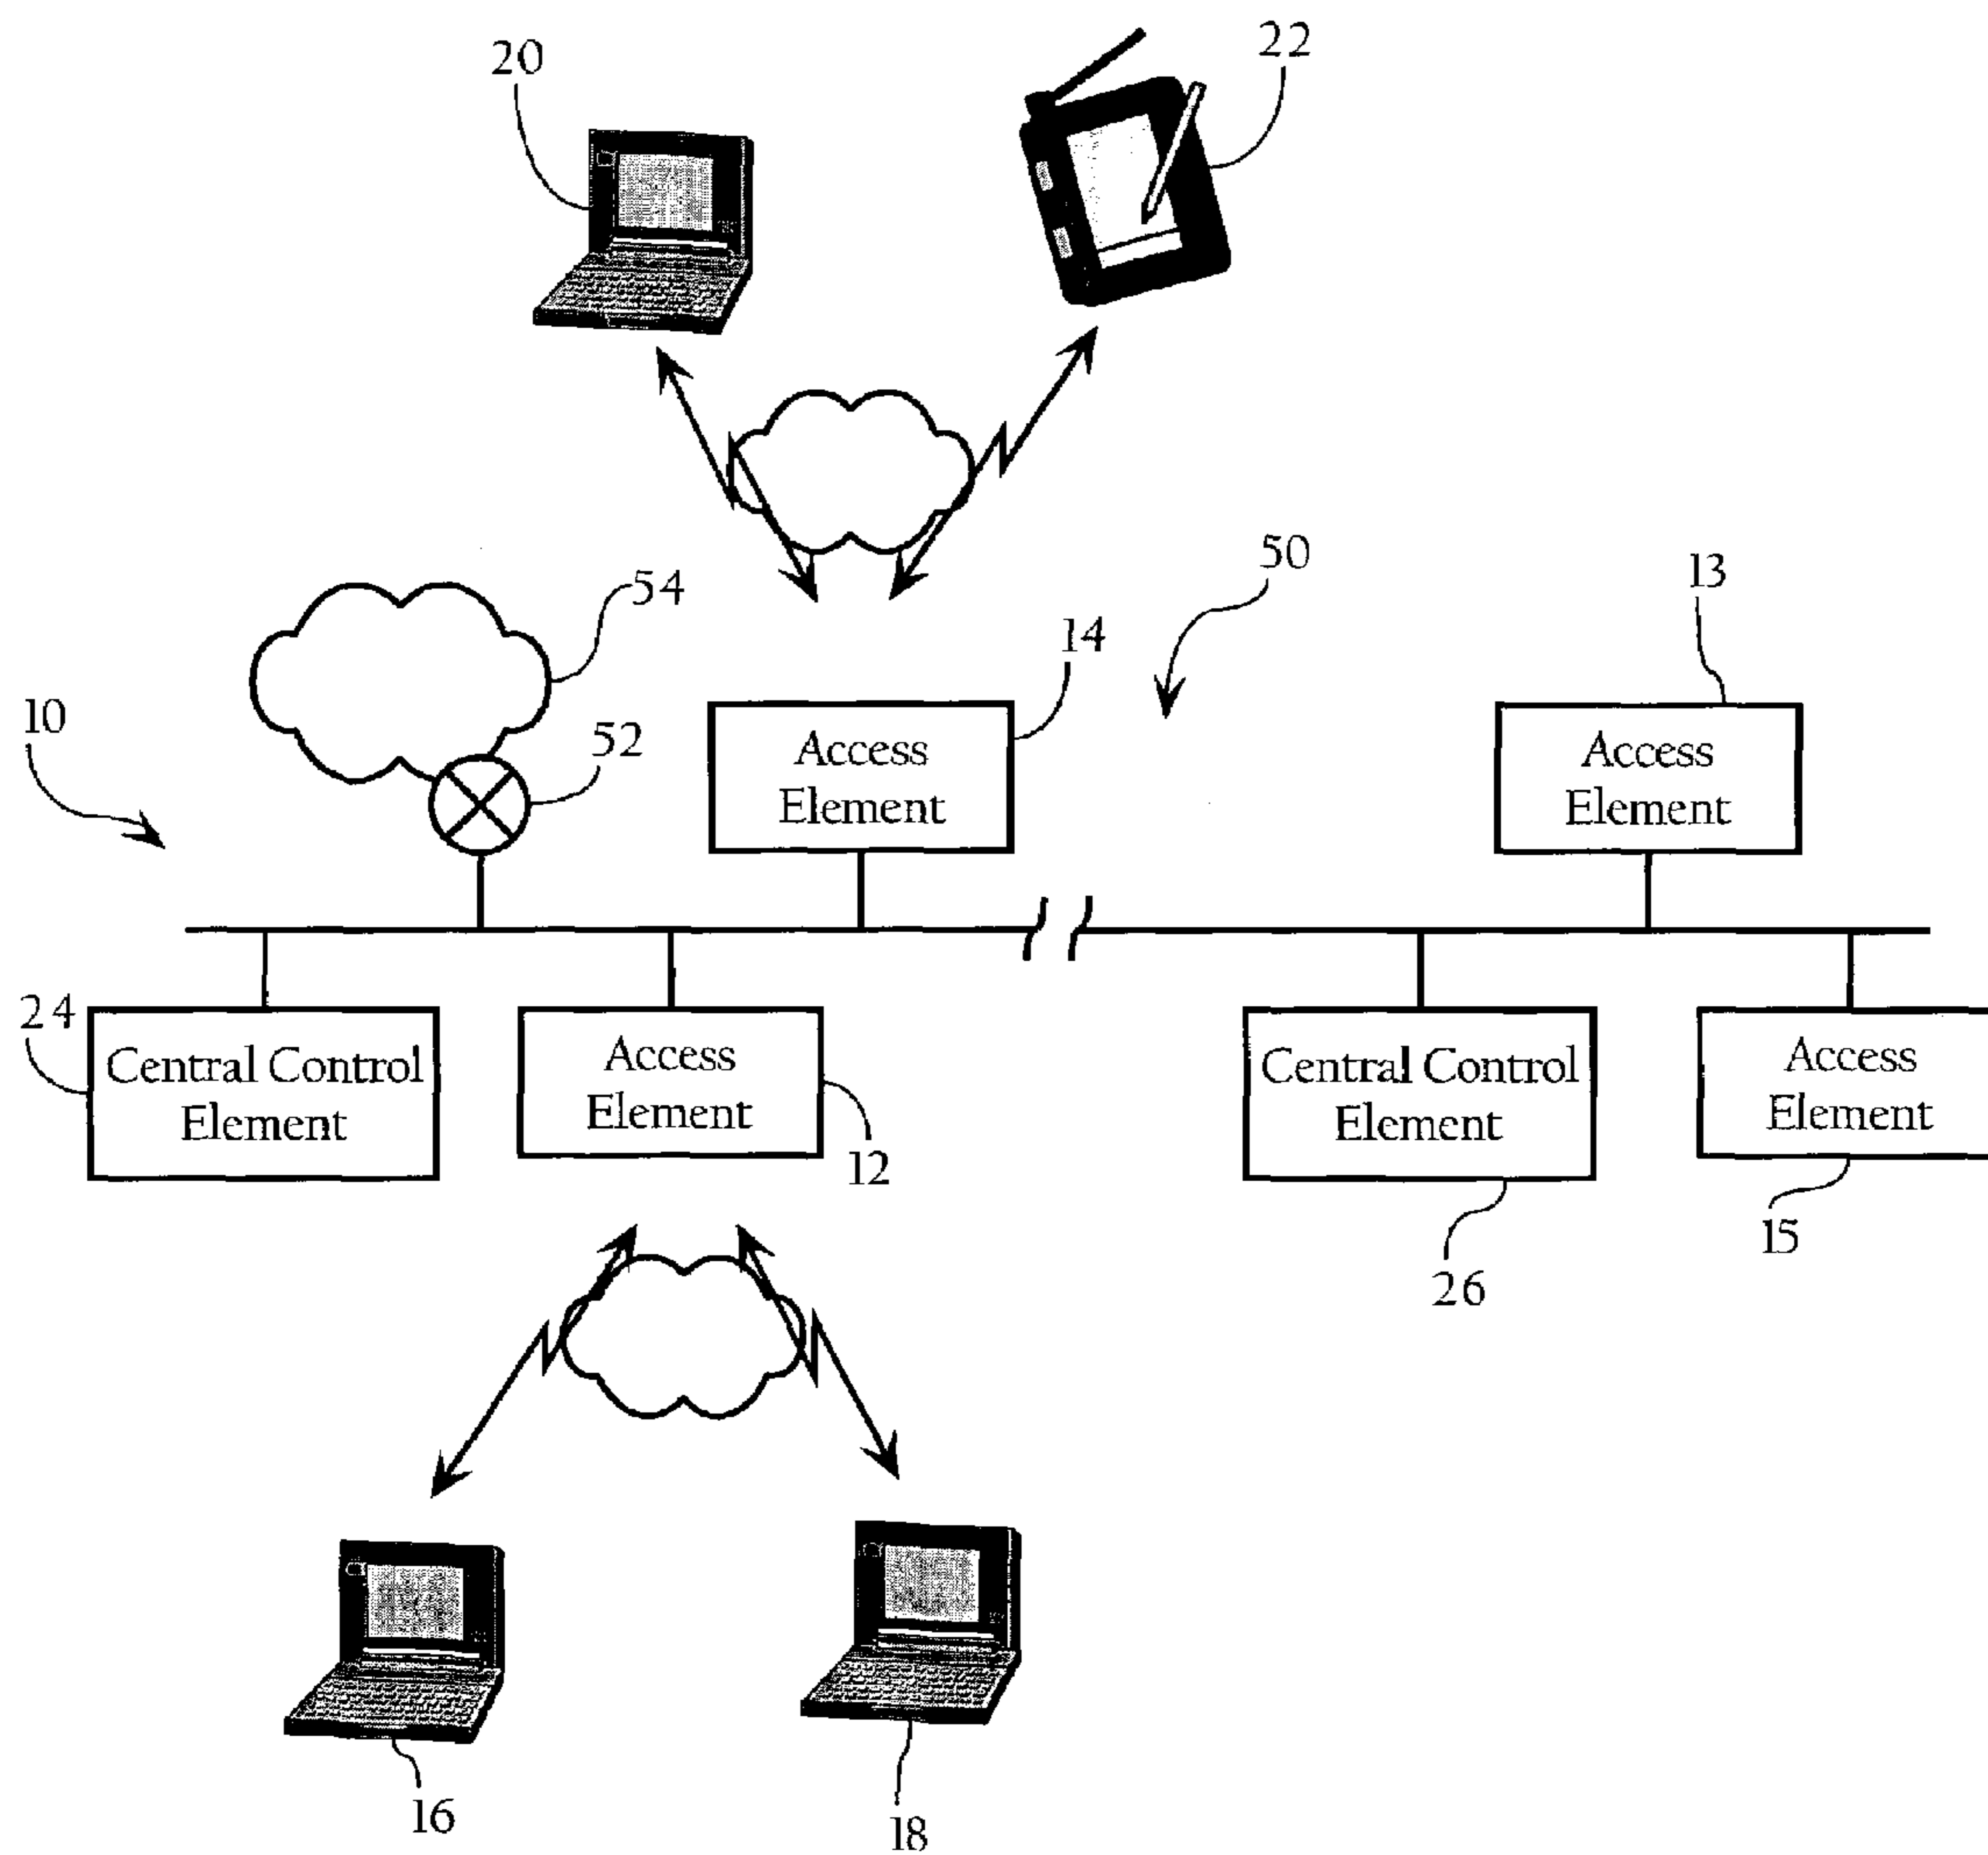 20
22
54
50
13
14
10
52
Access
Element
Access
Element
24
Central Control
Element
Access
Element
12
Central Control
Element
Access
Element
15
26
16
18